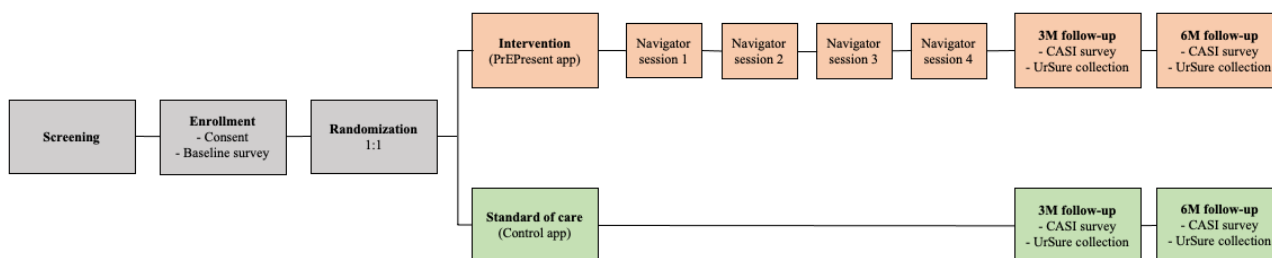 Screening
Enrollment
- Consent
- Baseline survey
Randomization
1:1
Intervention
(PrEPresent app)
Navigator
session 1
Navigator
session 2
Navigator
session 3
Navigator
session 4
3M follow-up
- CASI survey
- UrSure collection
6M follow-up
- CASI survey
- UrSure collection
Standard of care
(Control app)
3M follow-up
- CASI survey
- UrSure collection
6M follow-up
- CASI survey
- UrSure collection